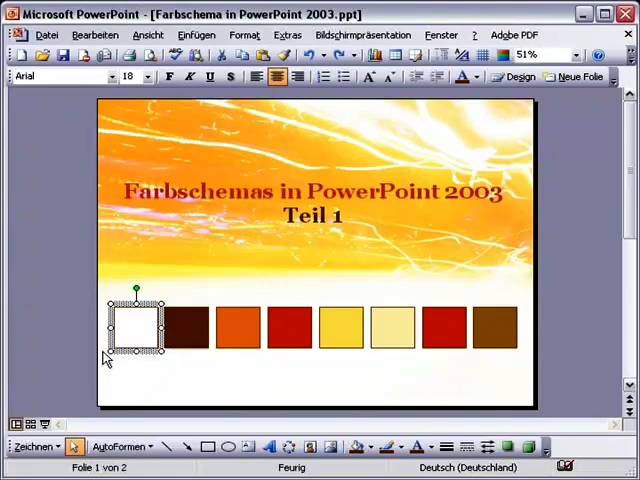 Microsoft PowerPoint - [Farbschema in PowerPoint 2003.ppt]
Datei Bearbeiten Ansicht Einfügen Format Extras Bildschirmpräsentation Fenster ? Adobe PDF
51%
Arial 18 F K U S A A A Design Neue Folie
Farbschemas in PowerPoint 2003
Teil 1
Zeichnen AutoFormen A A
Folie 1 von 2 Feurig Deutsch (Deutschland)